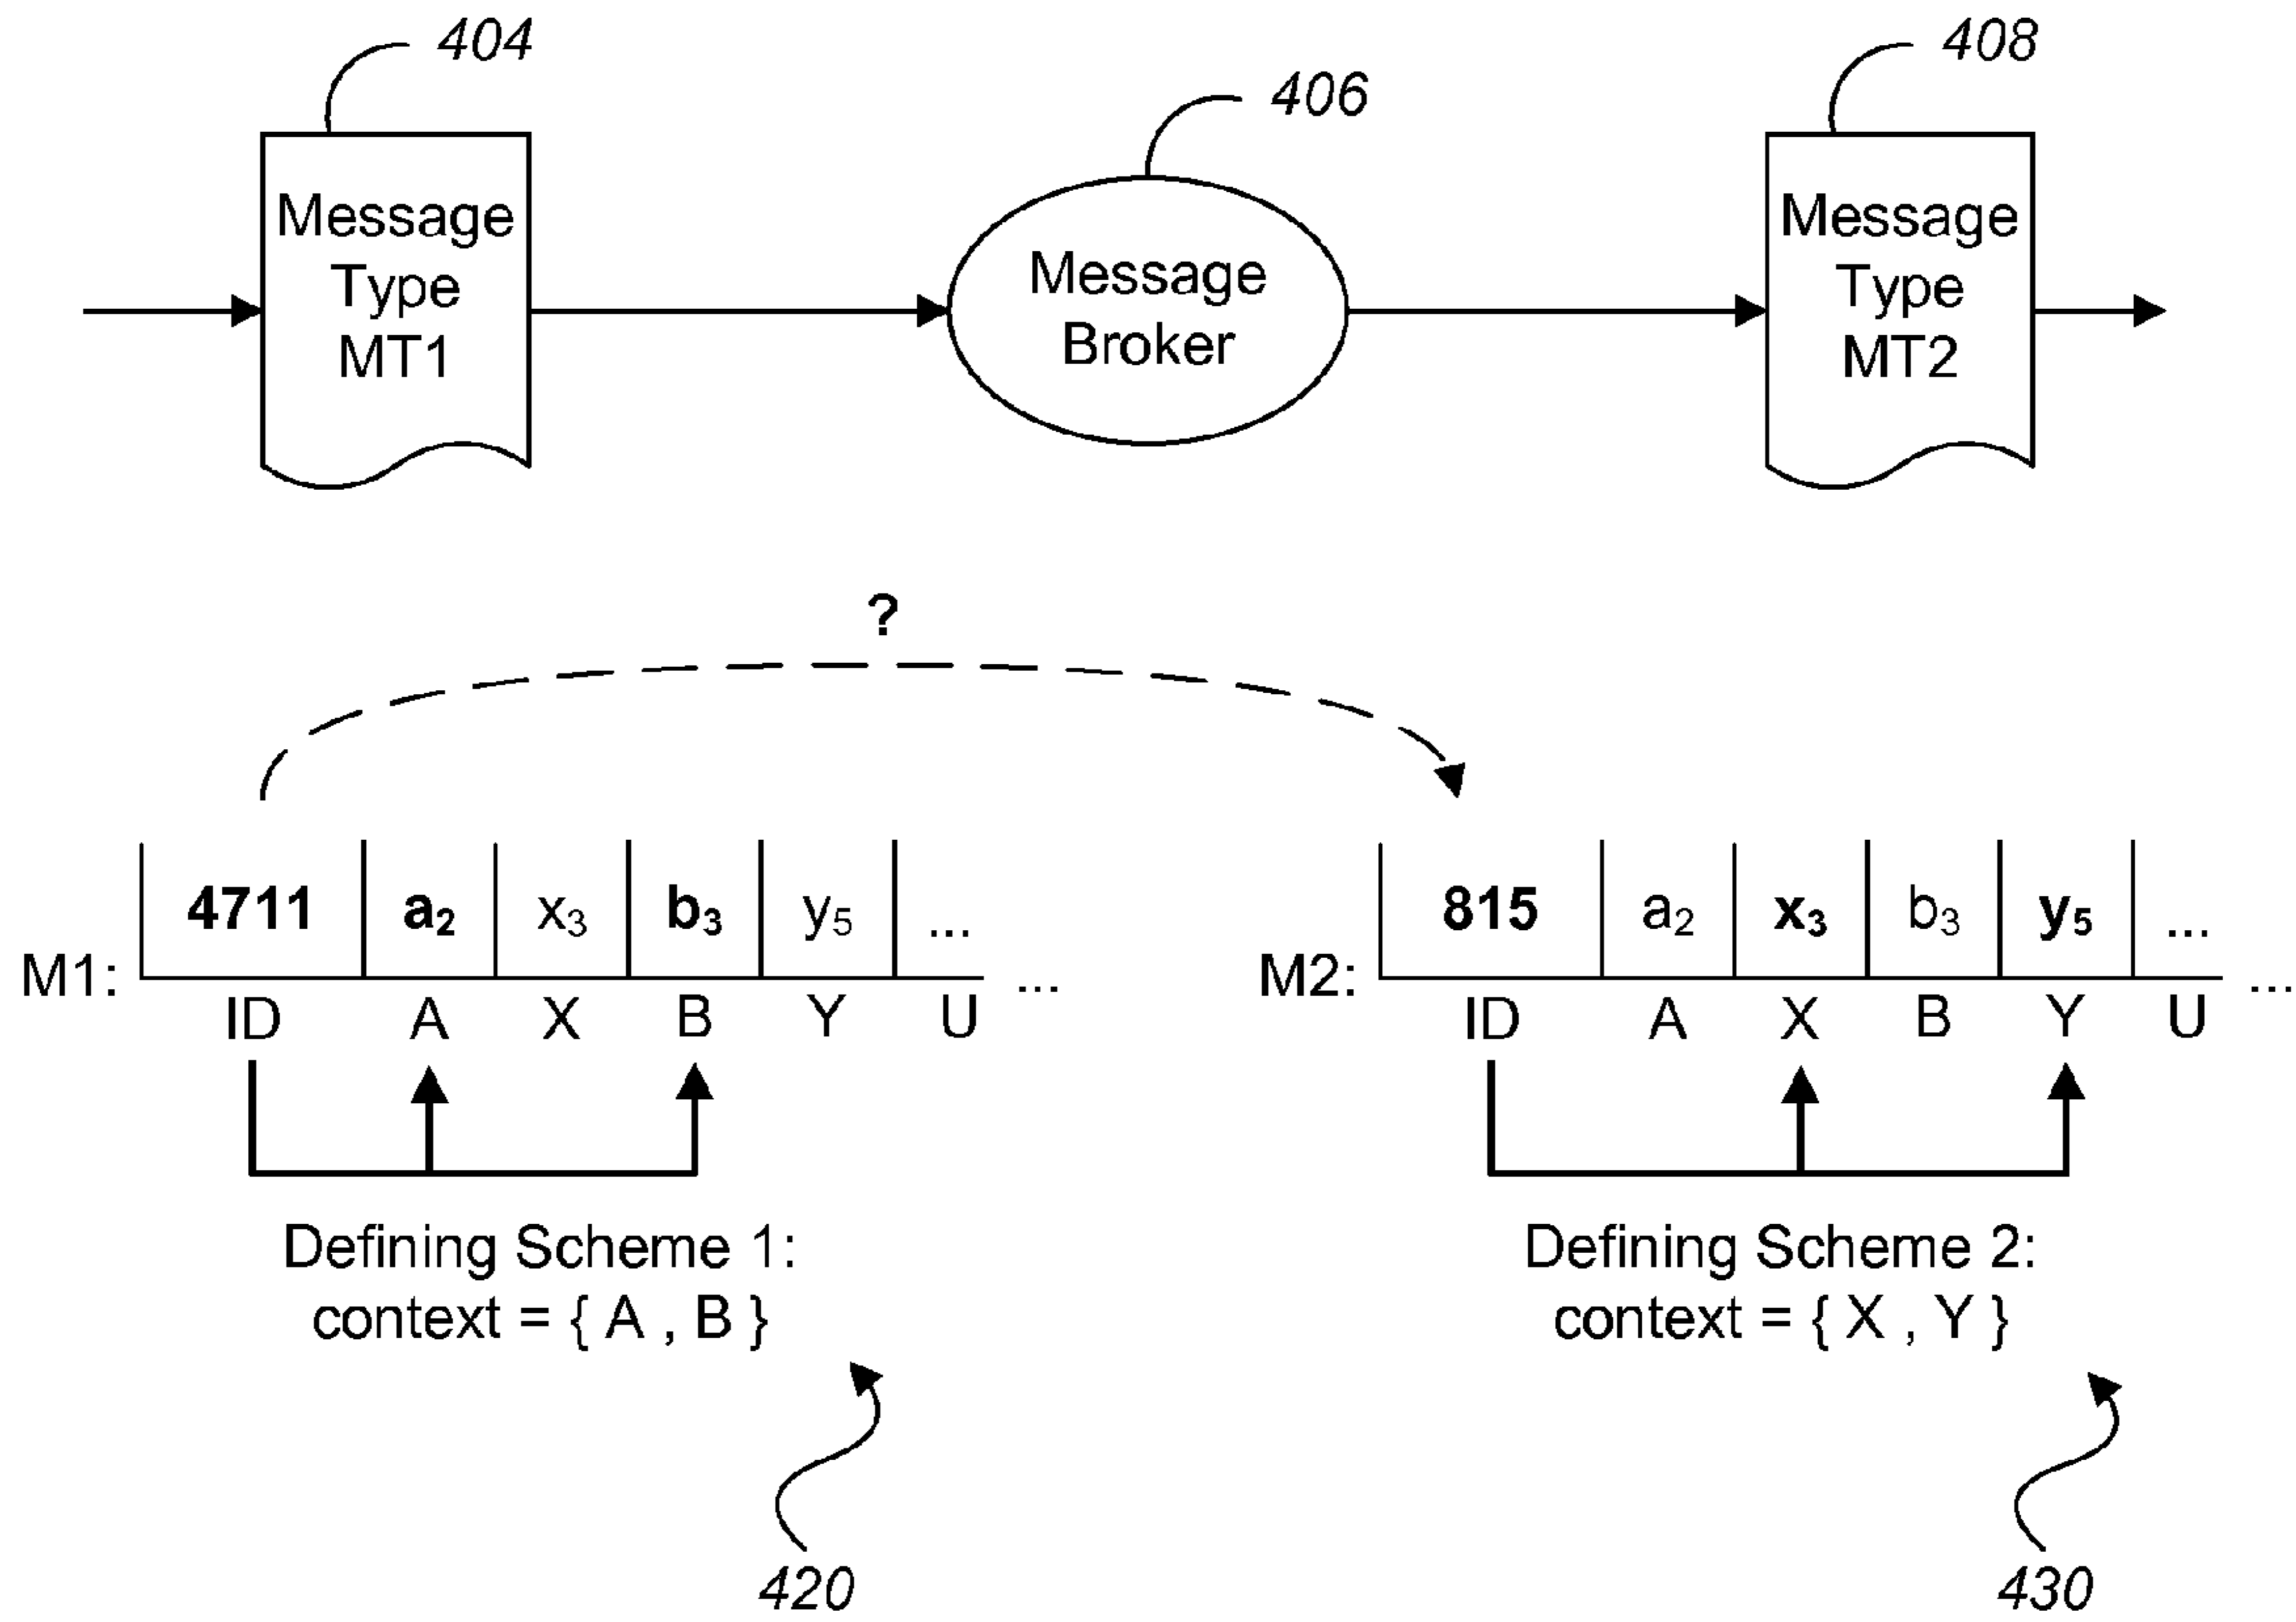 404
408
406
Message
Type
MT1
Message
Broker
Message
Type
MT2
?
M1: 4711 a₂ x₃ b₃ y₅ ...
ID A X B Y U ...
M2: 815 a₂ x₃ b₃ y₅ ...
ID A X B Y U ...
Defining Scheme 1:
context = { A , B }
Defining Scheme 2:
context = { X , Y }
420
430